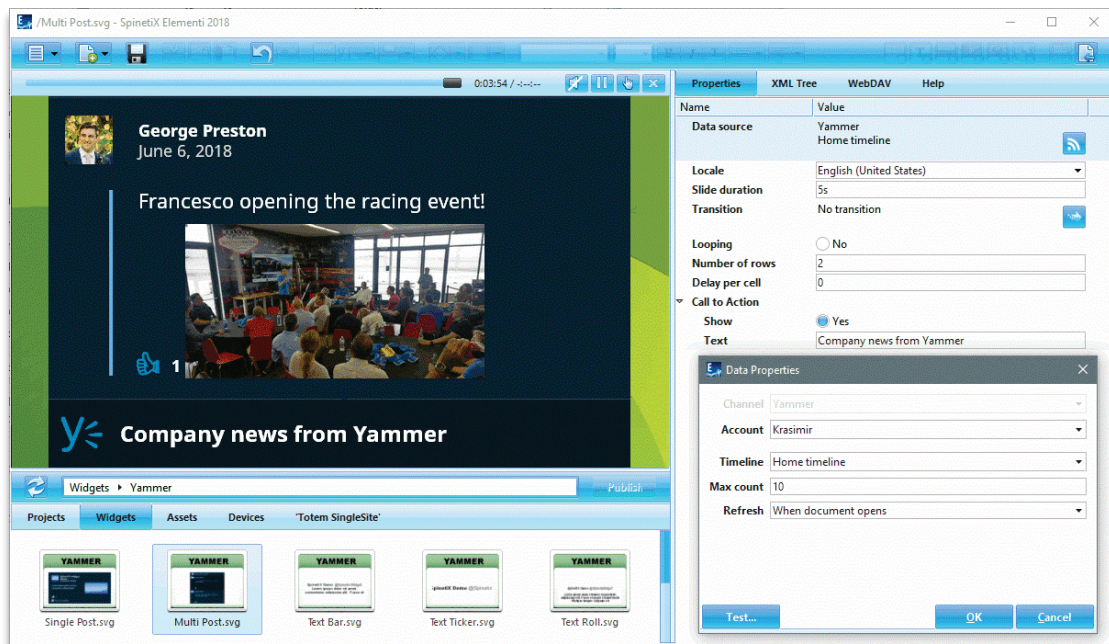 /Multi Post.svg - SpinetiX Elementi 2018
0:03:54 / -:--:--
George Preston
June 6, 2018
Francesco opening the racing event!
1
Company news from Yammer
Widgets Yammer
Publish
Projects Widgets Assets Devices 'Totem SingleSite'
YAMMER YAMMER YAMMER YAMMER YAMMER
Single Post.svg Multi Post.svg Text Bar.svg Text Ticker.svg Text Roll.svg
Properties XML Tree WebDAV Help
Name Value
Data source Yammer
Home timeline
Locale English (United States)
Slide duration 5s
Transition No transition
Looping No
Number of rows 2
Delay per cell 0
Call to Action
Show Yes
Text Company news from Yammer
Data Properties
Channel Yammer
Account Krasimir
Timeline Home timeline
Max count 10
Refresh When document opens
Test... OK Cancel